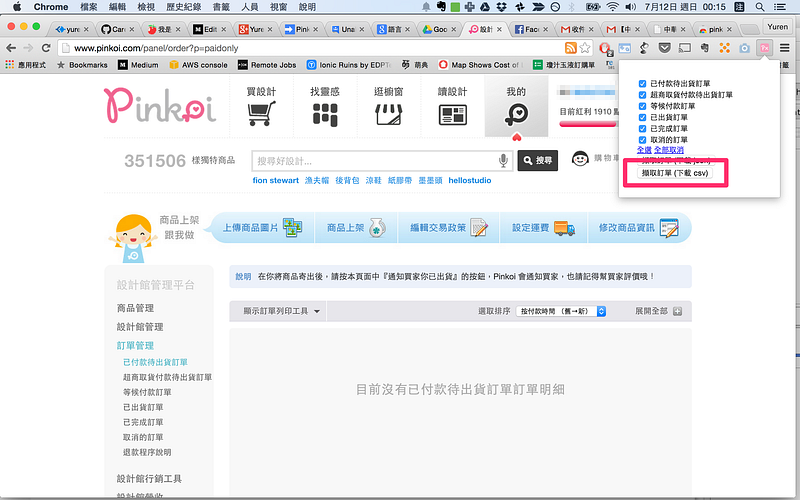 Chrome 檔案 編輯 檢視 歷史紀錄 書籤 人員 視窗 說明 7月12日 週日 00:15 Q
yure Car 我是 Medi Edit Yure Pink Una 語言 Goo 設計 Fac 收件 【中 中華 pink Yuren
www.pinkoi.com/panel/order?p=paidonly
應用程式 Bookmarks Medium AWS console Remote Jobs Ionic Ruins by EDPT 萌典 Map Shows Cost of 瓊汁玉液訂購
已付款待出貨訂單
超商取貨付款待出貨訂單
等候付款訂單
已出貨訂單
已完成訂單
取消的訂單
全選 全部取消
擷取訂單 (下載 csv)
Pinkoi
買設計 找靈感 逛櫥窗 讀設計 我的
目前紅利 1910 點
351506 樣獨特商品
搜尋好設計... 搜尋 購物車
fion stewart 漁夫帽 後背包 涼鞋 紙膠帶 墨墨頭 hellostudio
商品上架
跟我做
上傳商品圖片 商品上架 編輯交易政策 設定運費 修改商品資訊
設計館管理平台
商品管理
設計館管理
訂單管理
已付款待出貨訂單
超商取貨付款待出貨訂單
等候付款訂單
已出貨訂單
已完成訂單
取消的訂單
退款程序說明
設計館行銷工具
設計館營收
說明 在你將商品寄出後，請按本頁面中『通知買家你已出貨』的按鈕，Pinkoi 會通知買家，也請記得幫買家評價哦！
顯示訂單列印工具 選取排序 按付款時間 （舊→新） 展開全部
目前沒有已付款待出貨訂單訂單明細